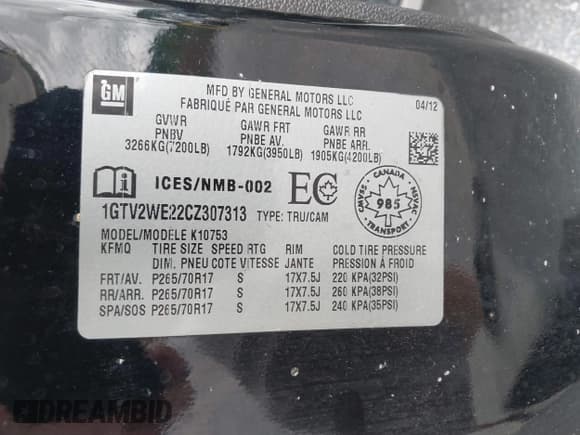 GM
MFD BY GENERAL MOTORS LLC
FABRIQUÉ PAR GENERAL MOTORS LLC
04/12
GVWR GAWR FRT GAWR RR
PNBV PNBE AV. PNBE ARR.
3266KG(7200LB) 1792KG(3950LB) 1905KG(4200LB)
ICES/NMB-002 EC
CANADA CMVSS NSVAC 985 TRANSPORT
1GTV2WE22CZ307313 TYPE: TRU/CAM
MODEL/MODÈLE K10753
KFMQ TIRE SIZE SPEED RTG RIM COLD TIRE PRESSURE
DIM. PNEU COTE VITESSE JANTE PRESSION À FROID
FRT/AV. P265/70R17 S 17X7.5J 220 KPA(32PSI)
RR/ARR. P265/70R17 S 17X7.5J 260 KPA(38PSI)
SPA/SOS P265/70R17 S 17X7.5J 240 KPA(35PSI)
DREAMBID